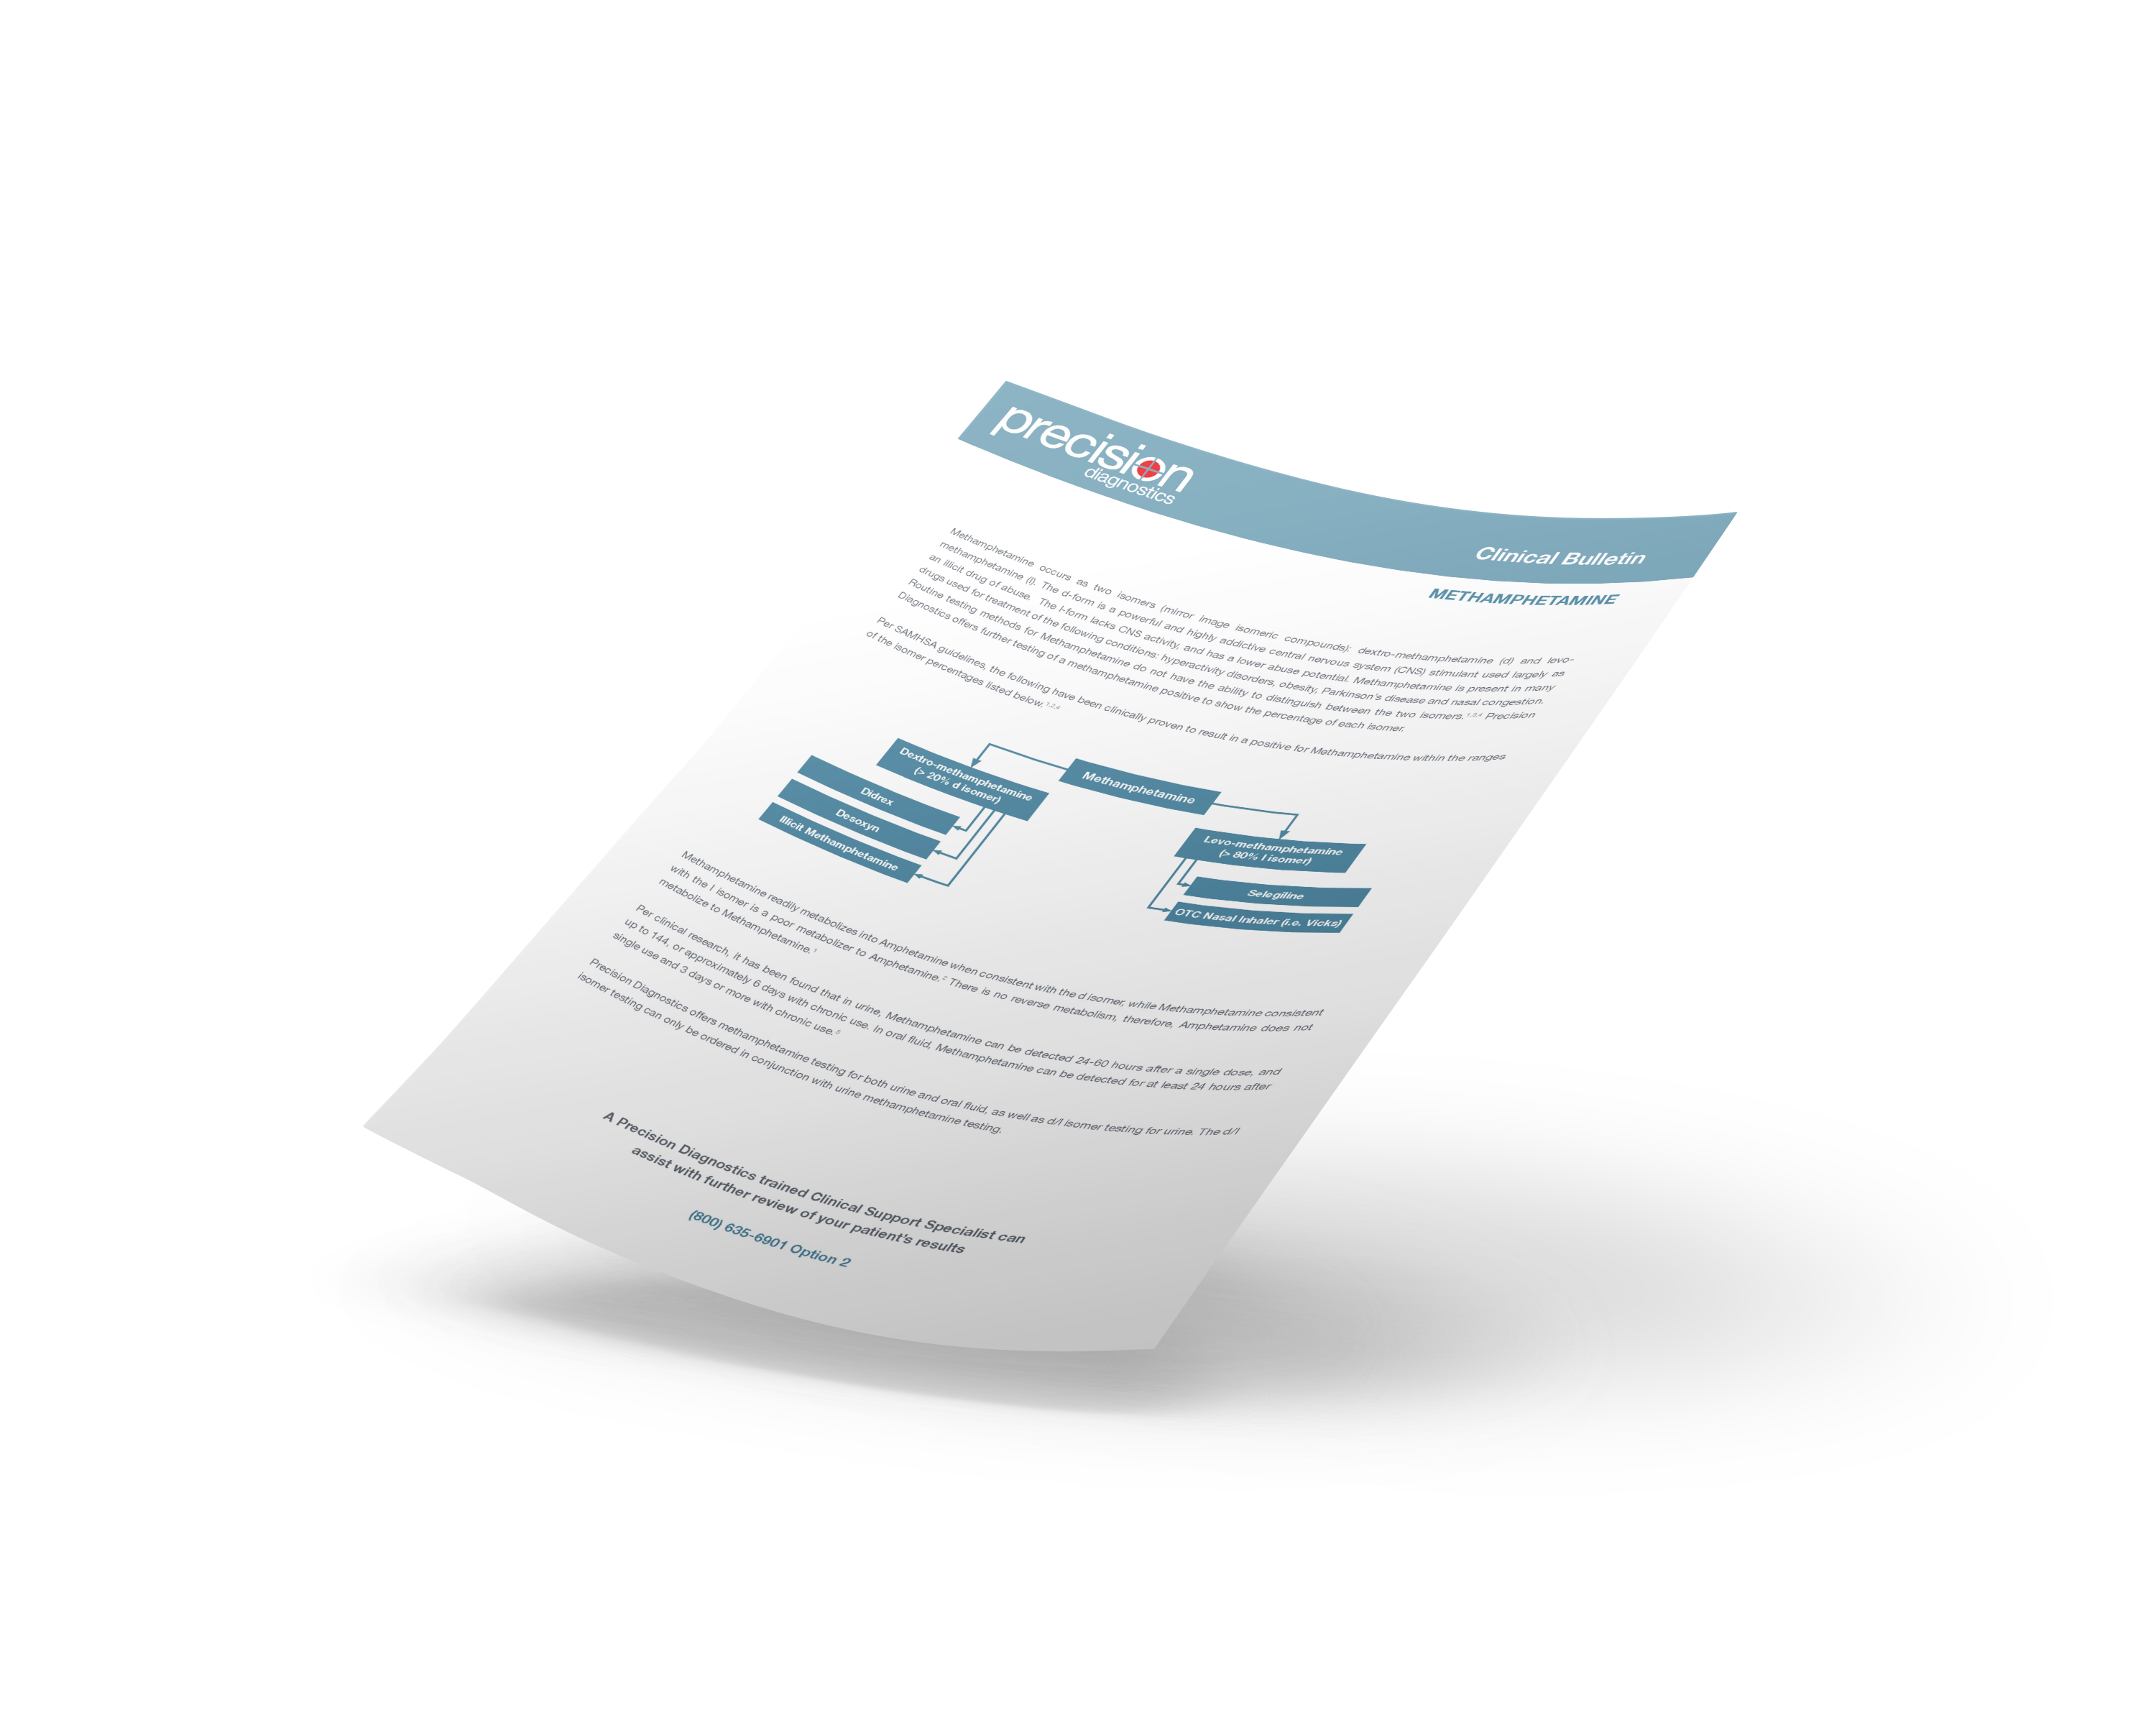 precision
diagnostics
Clinical Bulletin
METHAMPHETAMINE
Methamphetamine occurs as two isomers (mirror image isomeric compounds): dextro-methamphetamine (d) and levo-
methamphetamine (l). The d-form is a powerful and highly addictive central nervous system (CNS) stimulant used largely as
an illicit drug of abuse. The l-form lacks CNS activity, and has a lower abuse potential. Methamphetamine is present in many
drugs used for treatment of the following conditions: hyperactivity disorders, obesity, Parkinson's disease and nasal congestion.
Routine testing methods for Methamphetamine do not have the ability to distinguish between the two isomers. 1,3,4 Precision
Diagnostics offers further testing of a methamphetamine positive to show the percentage of each isomer.
Per SAMHSA guidelines, the following have been clinically proven to result in a positive for Methamphetamine within the ranges
of the isomer percentages listed below. 1,2,4
Methamphetamine
Dextro-methamphetamine
(> 20% d isomer)
Didrex
Desoxyn
Illicit Methamphetamine
Levo-methamphetamine
(> 80% l isomer)
Selegiline
OTC Nasal Inhaler (i.e. Vicks)
Methamphetamine readily metabolizes into Amphetamine when consistent with the d isomer, while Methamphetamine consistent
with the l isomer is a poor metabolizer to Amphetamine. 2 There is no reverse metabolism, therefore, Amphetamine does not
metabolize to Methamphetamine. 1
Per clinical research, it has been found that in urine, Methamphetamine can be detected 24-60 hours after a single dose, and
up to 144, or approximately 6 days with chronic use. In oral fluid, Methamphetamine can be detected for at least 24 hours after
single use and 3 days or more with chronic use. 5
Precision Diagnostics offers methamphetamine testing for both urine and oral fluid, as well as d/l isomer testing for urine. The d/l
isomer testing can only be ordered in conjunction with urine methamphetamine testing.
A Precision Diagnostics trained Clinical Support Specialist can
assist with further review of your patient's results
(800) 635-6901 Option 2